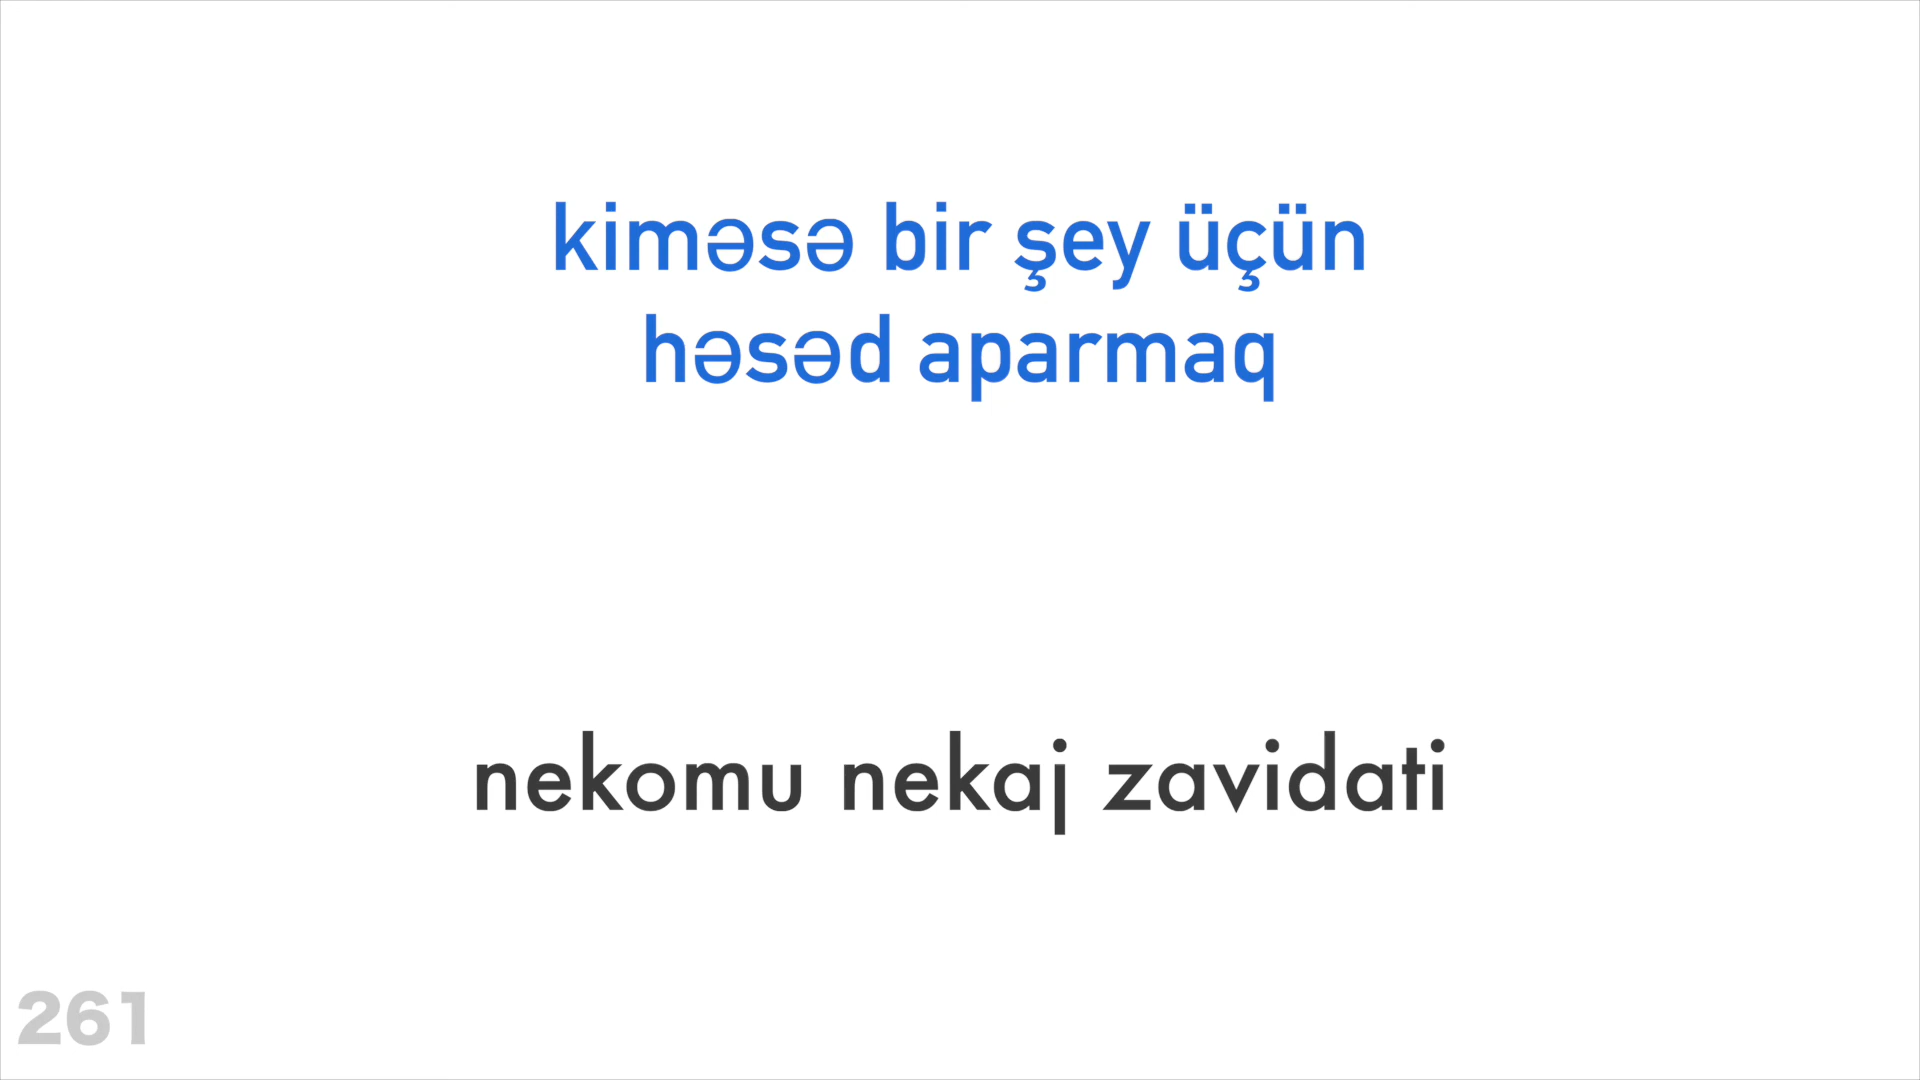 kiməsə bir şey üçün
həsəd aparmaq
nekomu nekaj zavidati
261